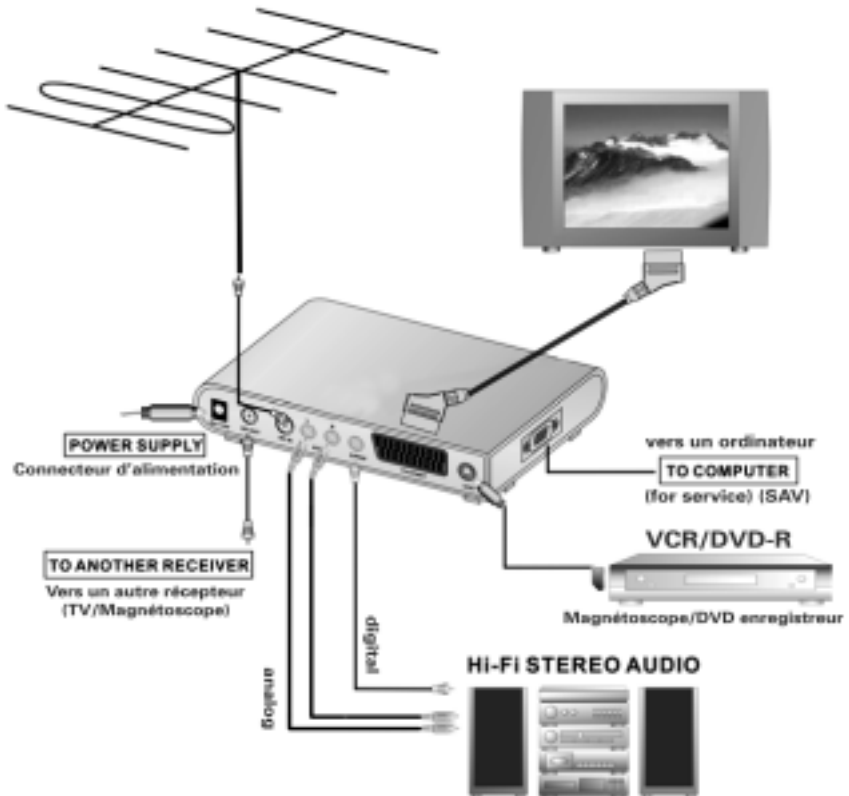 POWER SUPPLY
Connecteur d'alimentation
TO ANOTHER RECEIVER
Vers un autre récepteur
(TV/Magnétoscope)
vers un ordinateur
TO COMPUTER
(for service) (SAV)
VCR/DVD-R
Magnétoscope/DVD enregistreur
digital
analog
Hi-Fi STEREO AUDIO